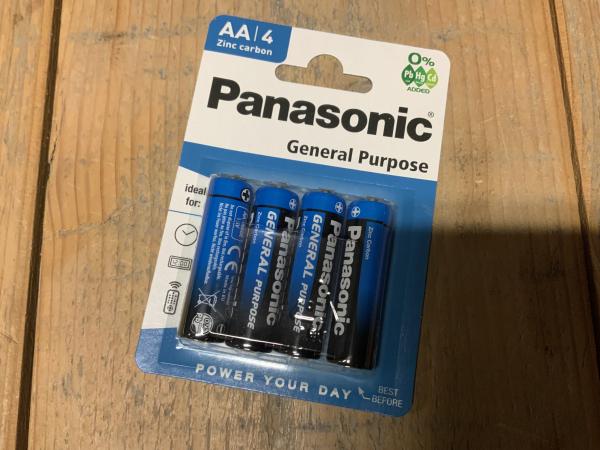 AA|4
Zinc carbon
0%
Pb Hg Cd
ADDED
Panasonic®
General Purpose
ideal
for:
CE
Zinc Carbon
GENERAL PURPOSE
Panasonic
GENERAL PURPOSE
Panasonic
Zinc Carbon
POWER YOUR DAY
BEST
BEFORE